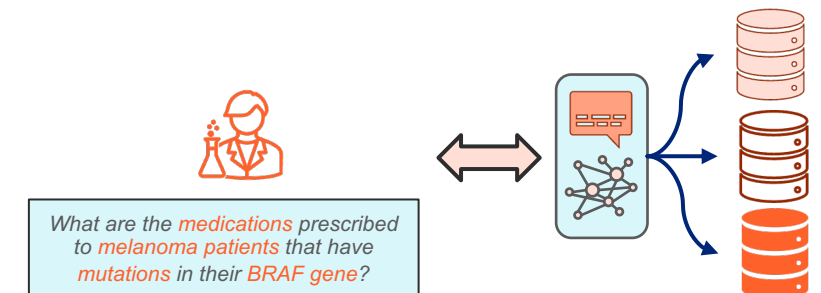 What are the medications prescribed
to melanoma patients that have
mutations in their BRAF gene?